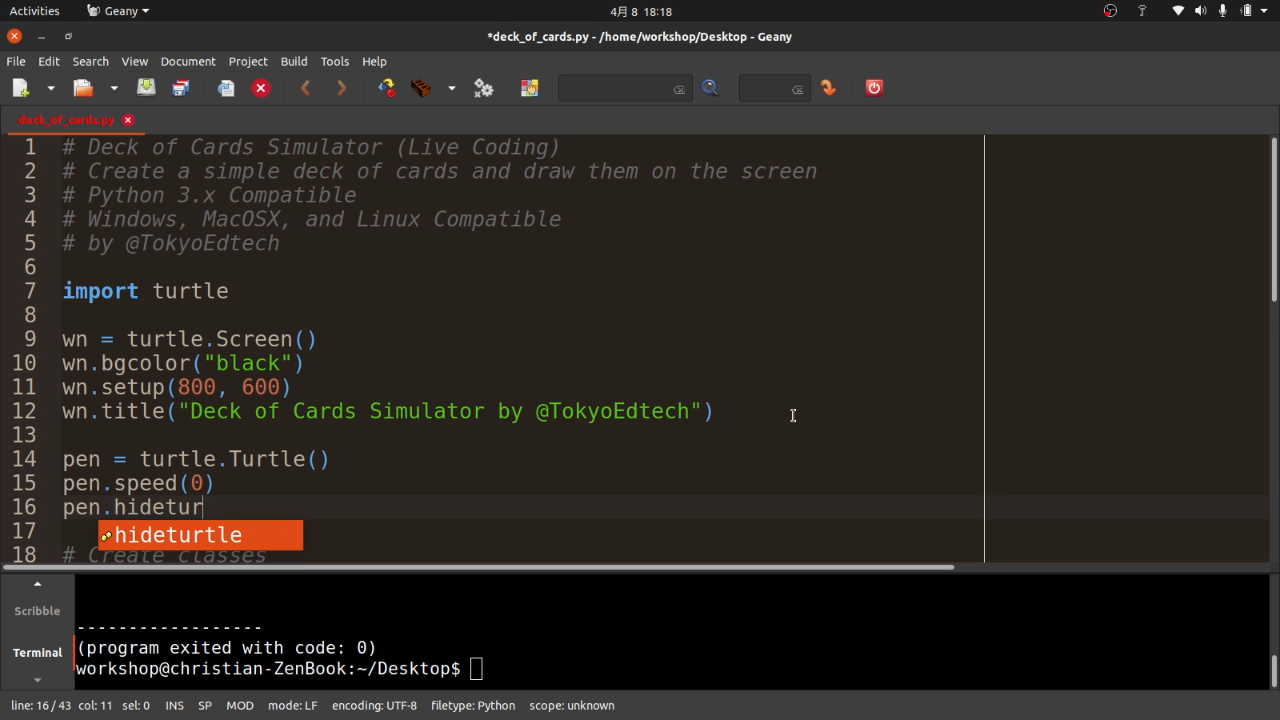 Activities
Geany
4月 8 18:18
*deck_of_cards.py - /home/workshop/Desktop - Geany
File Edit Search View Document Project Build Tools Help
deck_of_cards.py
1 # Deck of Cards Simulator (Live Coding)
2 # Create a simple deck of cards and draw them on the screen
3 # Python 3.x Compatible
4 # Windows, MacOSX, and Linux Compatible
5 # by @TokyoEdtech
6
7 import turtle
8
9 wn = turtle.Screen()
10 wn.bgcolor("black")
11 wn.setup(800, 600)
12 wn.title("Deck of Cards Simulator by @TokyoEdtech")
13
14 pen = turtle.Turtle()
15 pen.speed(0)
16 pen.hidetur
17 hideturtle
18 # Create classes
Scribble
Terminal
------------------
(program exited with code: 0)
workshop@christian-ZenBook:~/Desktop$
line: 16 / 43 col: 11 sel: 0 INS SP MOD mode: LF encoding: UTF-8 filetype: Python scope: unknown